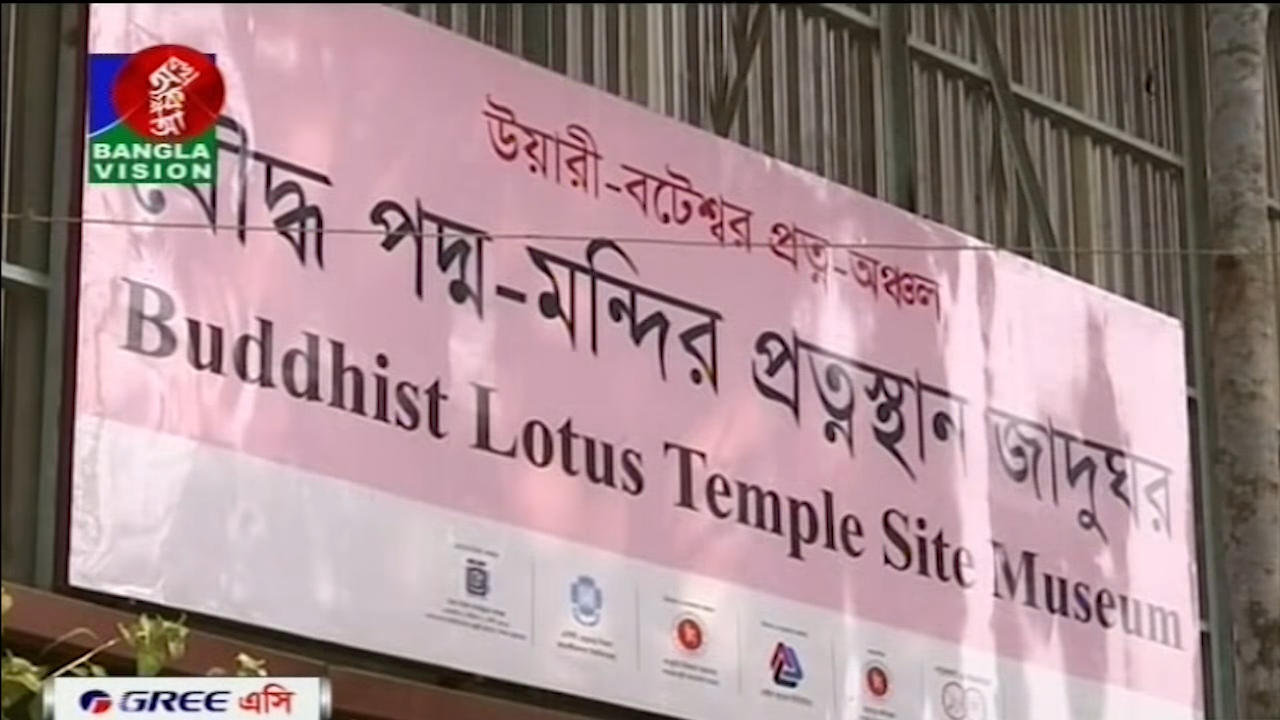 BANGLA
VISION
উয়ারী-বটেশ্বর প্রত্ন-অঞ্চল
বৌদ্ধ পদ্ম-মন্দির প্রত্নস্থান জাদুঘর
Buddhist Lotus Temple Site Museum
GREE এসি